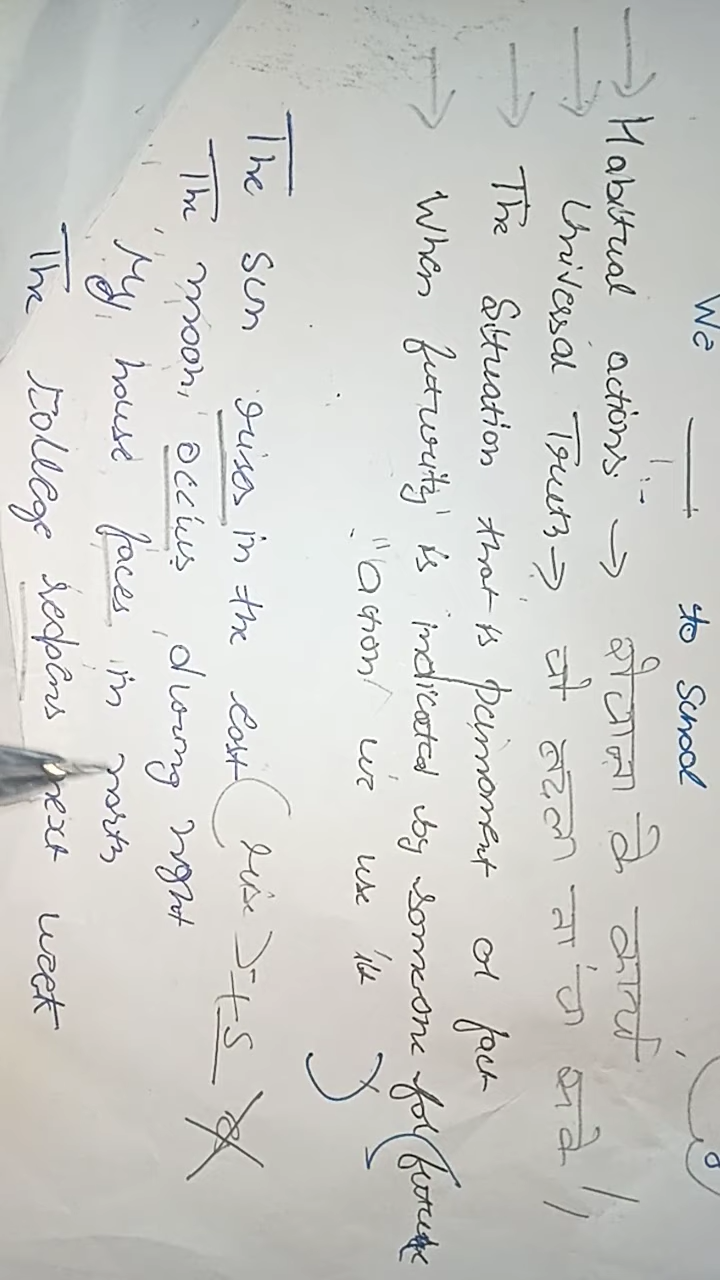 We ___ to School
→ Habitual actions :- → रोजाना के कार्य
→ Universal Truth → जो बदला ना जा सके /
→ The Situation that is permanent or fact
→ When futurity is indicated by someone for (future
"action" we use it )
The sun rises in the east (rise + s
The moon, occurs during night
My house faces in north
The college reopens next week